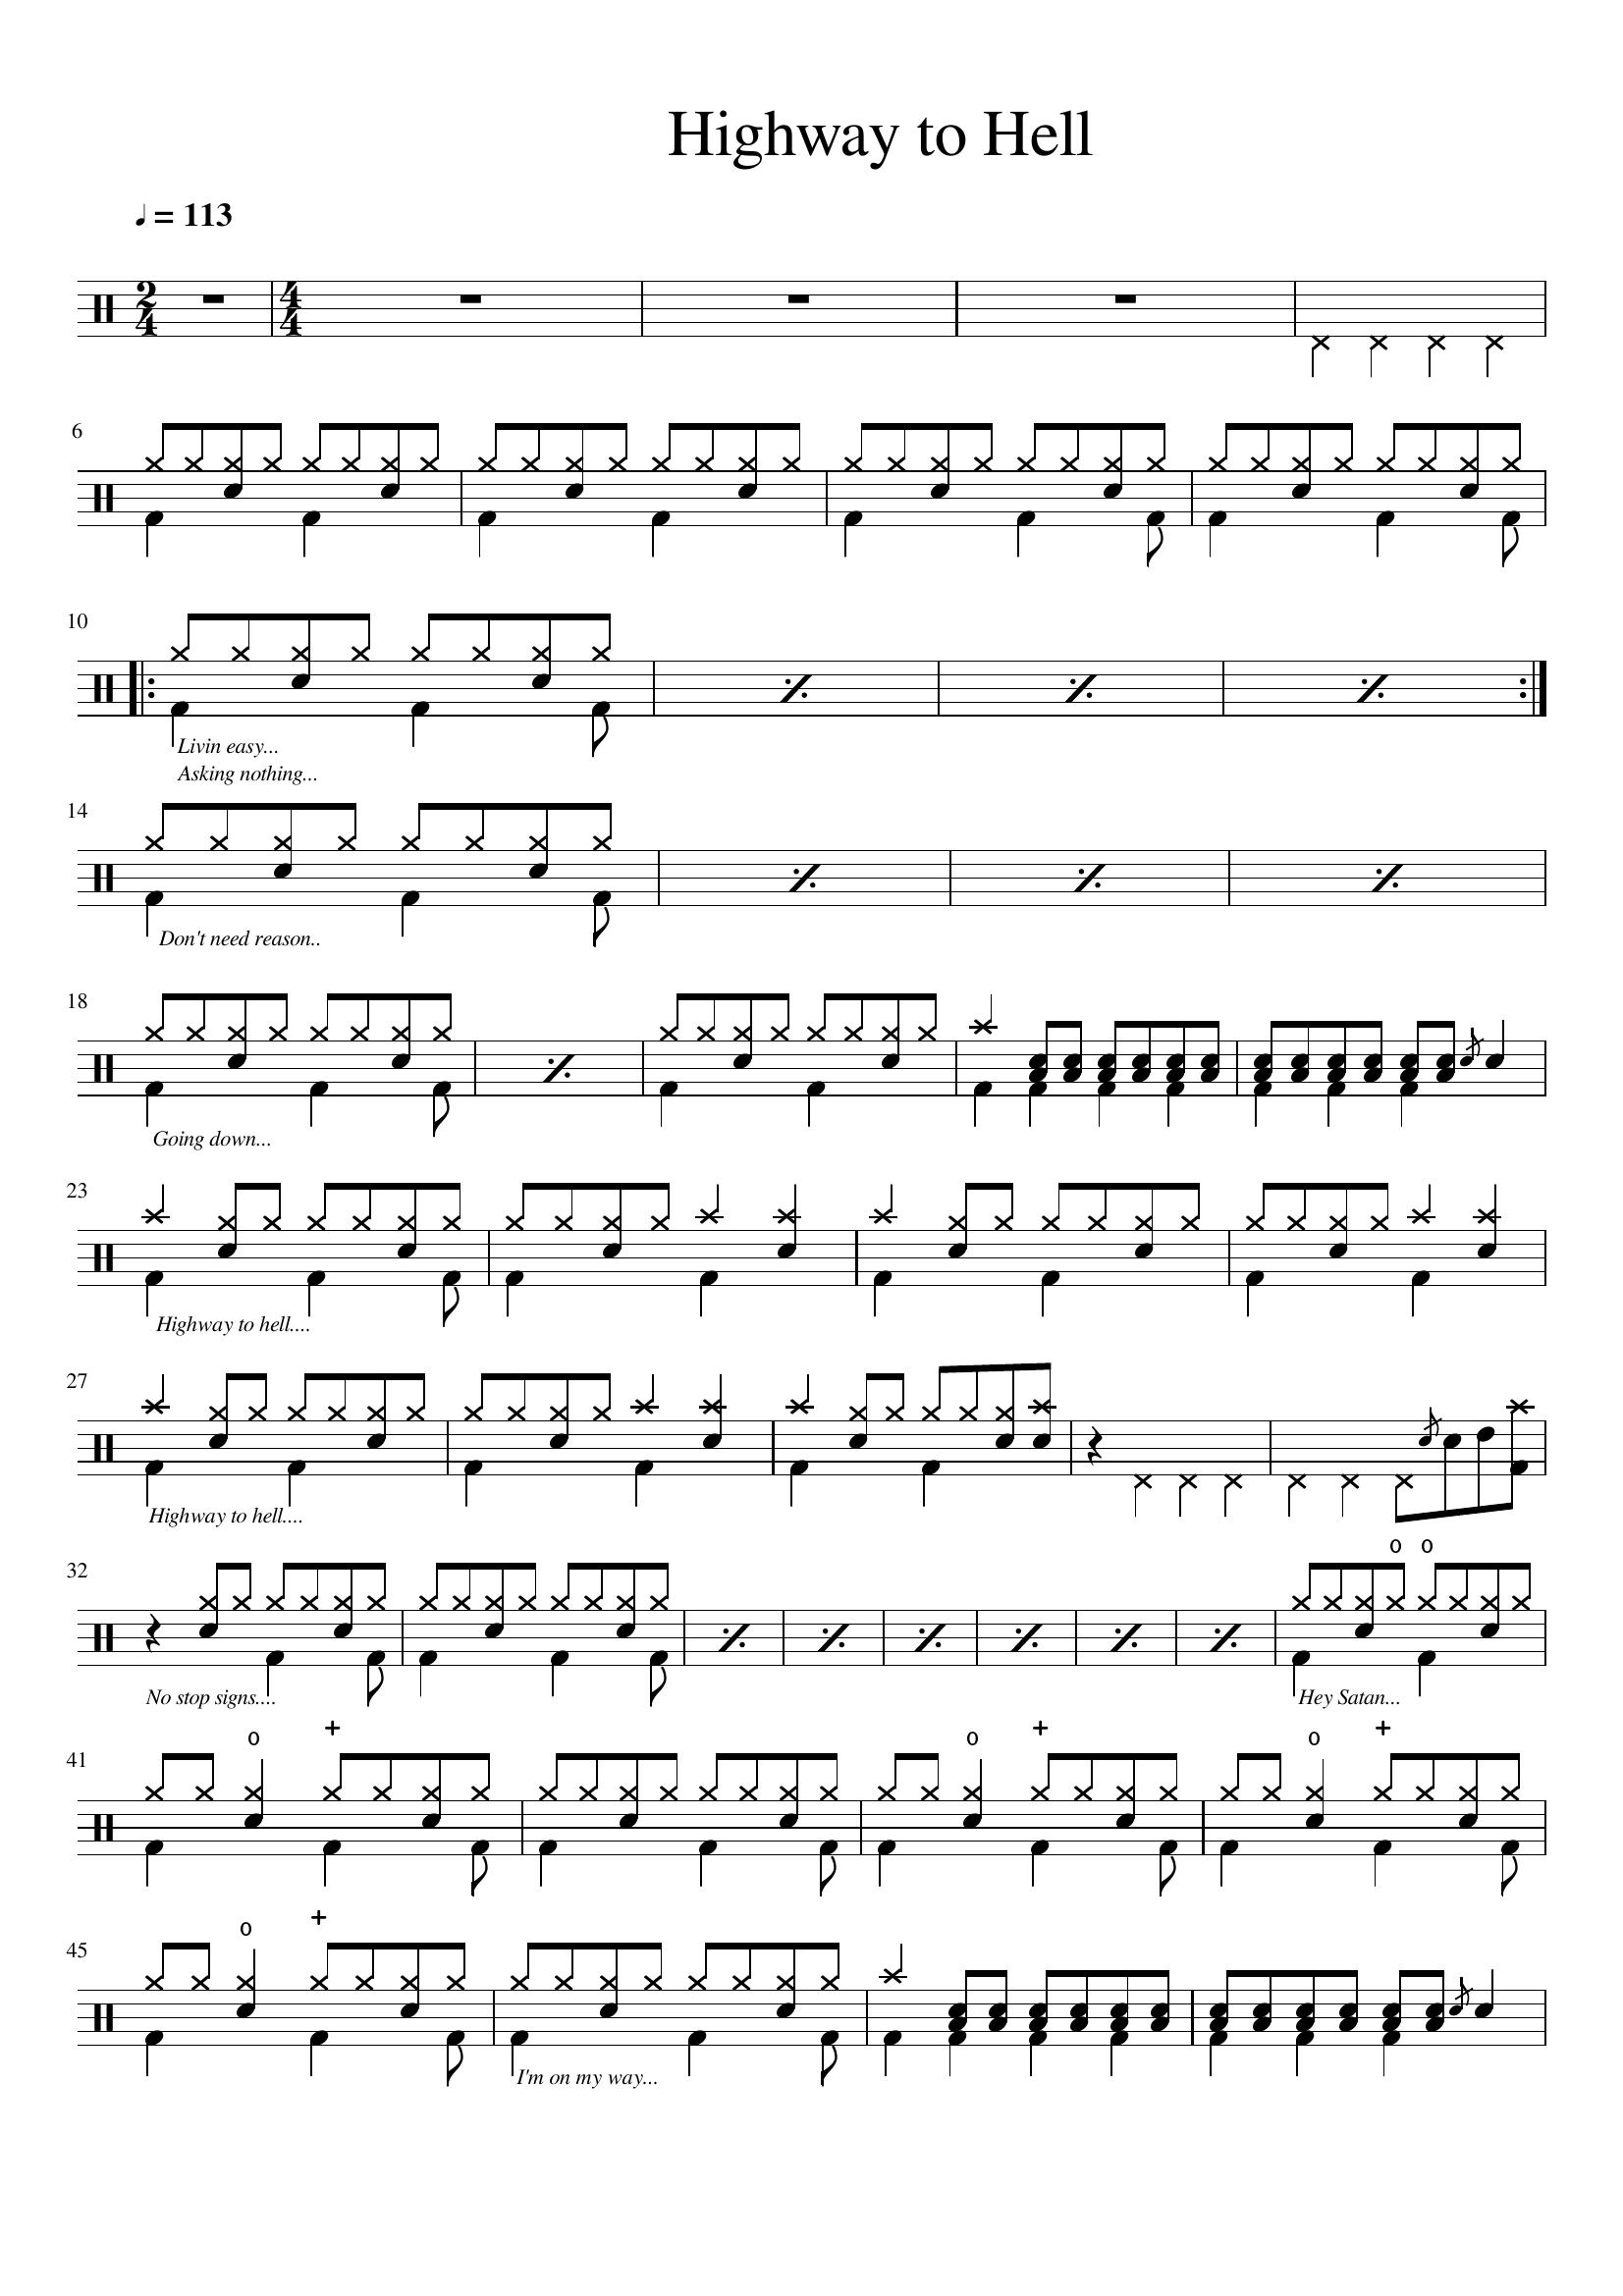 Highway to Hell
♩ = 113
2/4 4/4
6
10
Livin easy...
Asking nothing...
14
Don't need reason..
18
Going down...
23
Highway to hell....
27
Highway to hell....
32
No stop signs....
Hey Satan...
41
45
I'm on my way...